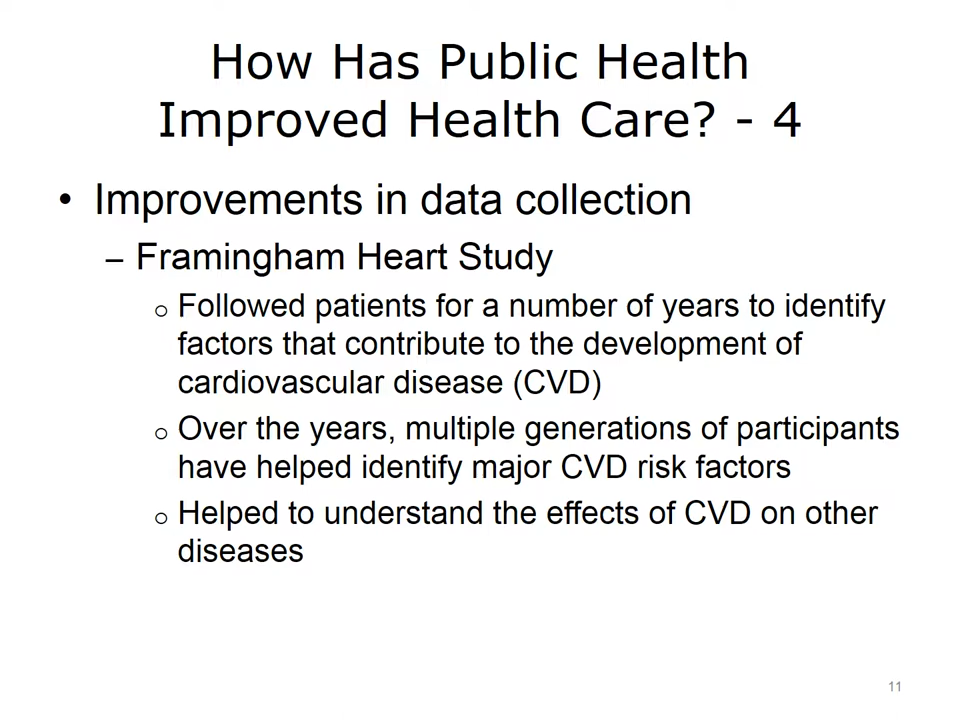 How Has Public Health
Improved Health Care? - 4
• Improvements in data collection
– Framingham Heart Study
o Followed patients for a number of years to identify
factors that contribute to the development of
cardiovascular disease (CVD)
o Over the years, multiple generations of participants
have helped identify major CVD risk factors
o Helped to understand the effects of CVD on other
diseases
11